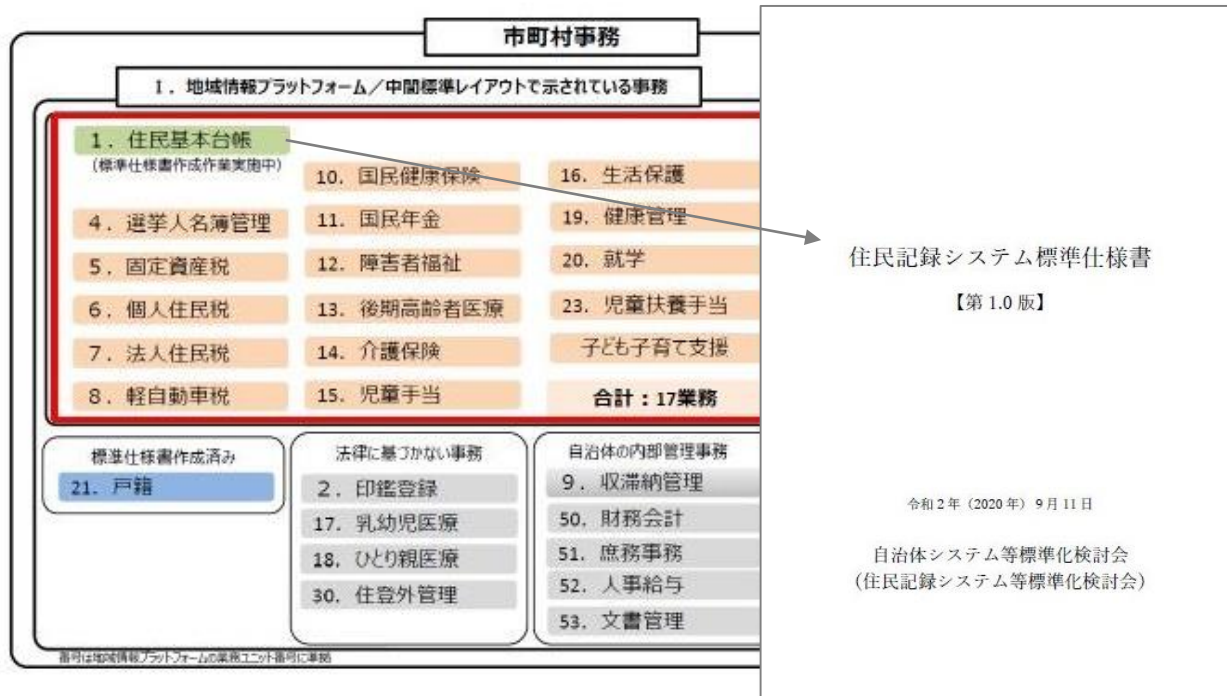 市町村事務
1．地域情報プラットフォーム／中間標準レイアウトで示されている事務
1．住民基本台帳
(標準仕様書作成作業実施中)
4．選挙人名簿管理
5．固定資産税
6．個人住民税
7．法人住民税
8．軽自動車税
10．国民健康保険
11．国民年金
12．障害者福祉
13．後期高齢者医療
14．介護保険
15．児童手当
16．生活保護
19．健康管理
20．就学
23．児童扶養手当
子ども子育て支援
合計：17業務
標準仕様書作成済み
21．戸籍
法律に基づかない事務
2．印鑑登録
17．乳幼児医療
18．ひとり親医療
30．住登外管理
自治体の内部管理事務
9．収滞納管理
50．財務会計
51．庶務事務
52．人事給与
53．文書管理
番号は地域情報プラットフォームの業務ユニット番号に準拠
住民記録システム標準仕様書
【第 1.0 版】
令和２年（2020 年）９月 11 日
自治体システム等標準化検討会
（住民記録システム等標準化検討会）